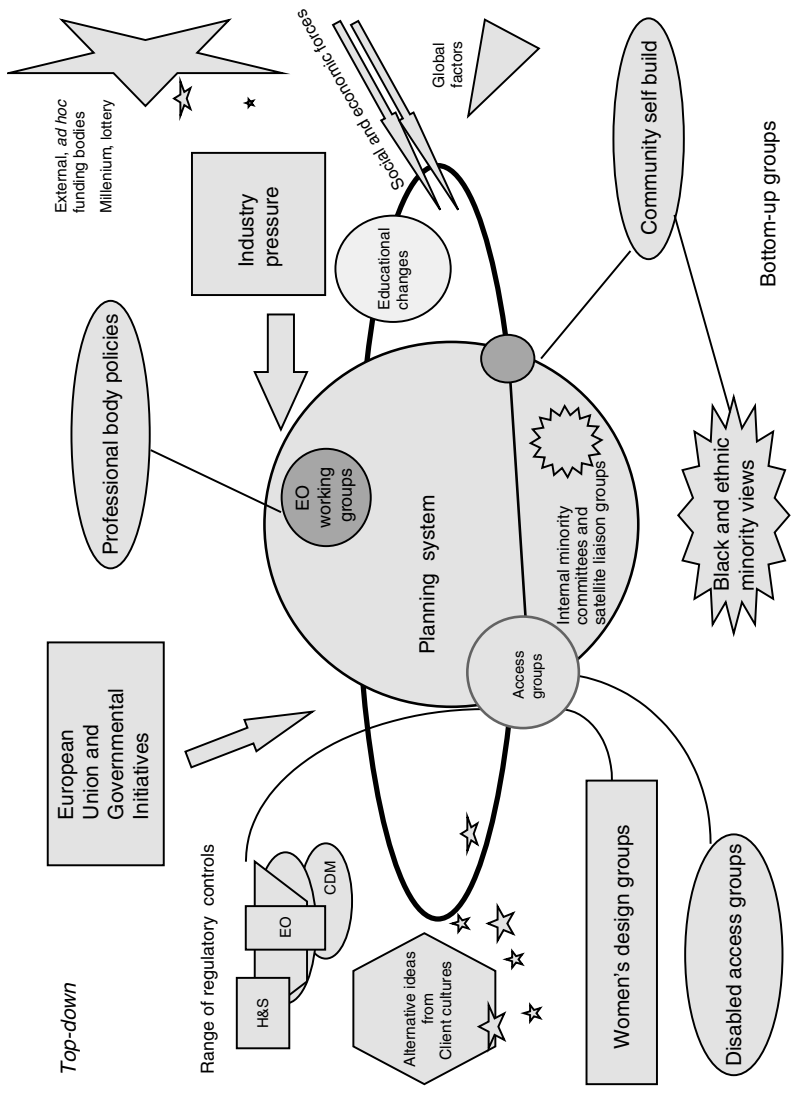 Top-down
European
Union and
Governmental
Initiatives
Professional body policies
External, ad hoc
funding bodies
Millenium, lottery
Industry
pressure
Range of regulatory controls
H&S
EO
CDM
EO
working
groups
Educational
changes
Social and economic forces
Global
factors
Alternative ideas
from
Client cultures
Planning system
Access
groups
Internal minority
committees and
satellite liaison groups
Women's design groups
Community self build
Disabled access groups
Black and ethnic
minority views
Bottom-up groups